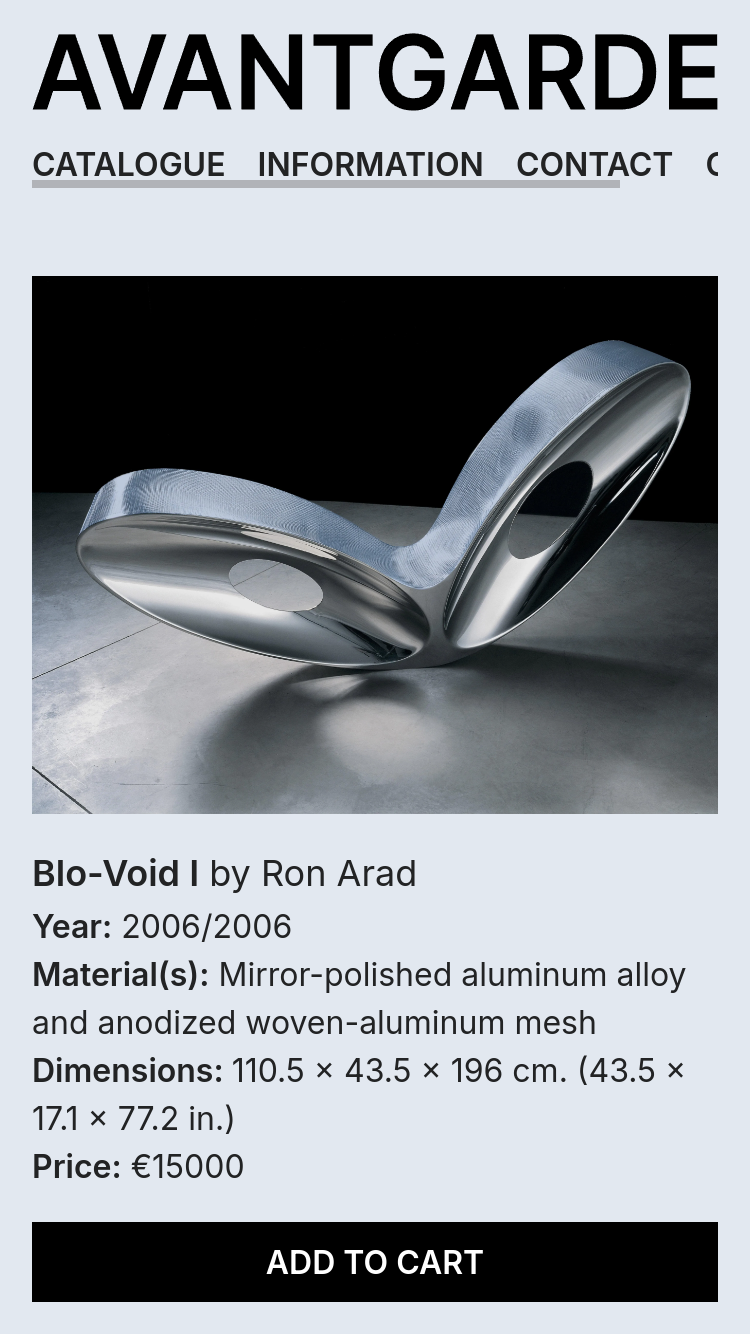 AVANTGARDE
CATALOGUE INFORMATION CONTACT
Blo-Void I by Ron Arad
Year: 2006/2006
Material(s): Mirror-polished aluminum alloy
and anodized woven-aluminum mesh
Dimensions: 110.5 × 43.5 × 196 cm. (43.5 ×
17.1 × 77.2 in.)
Price: €15000
ADD TO CART